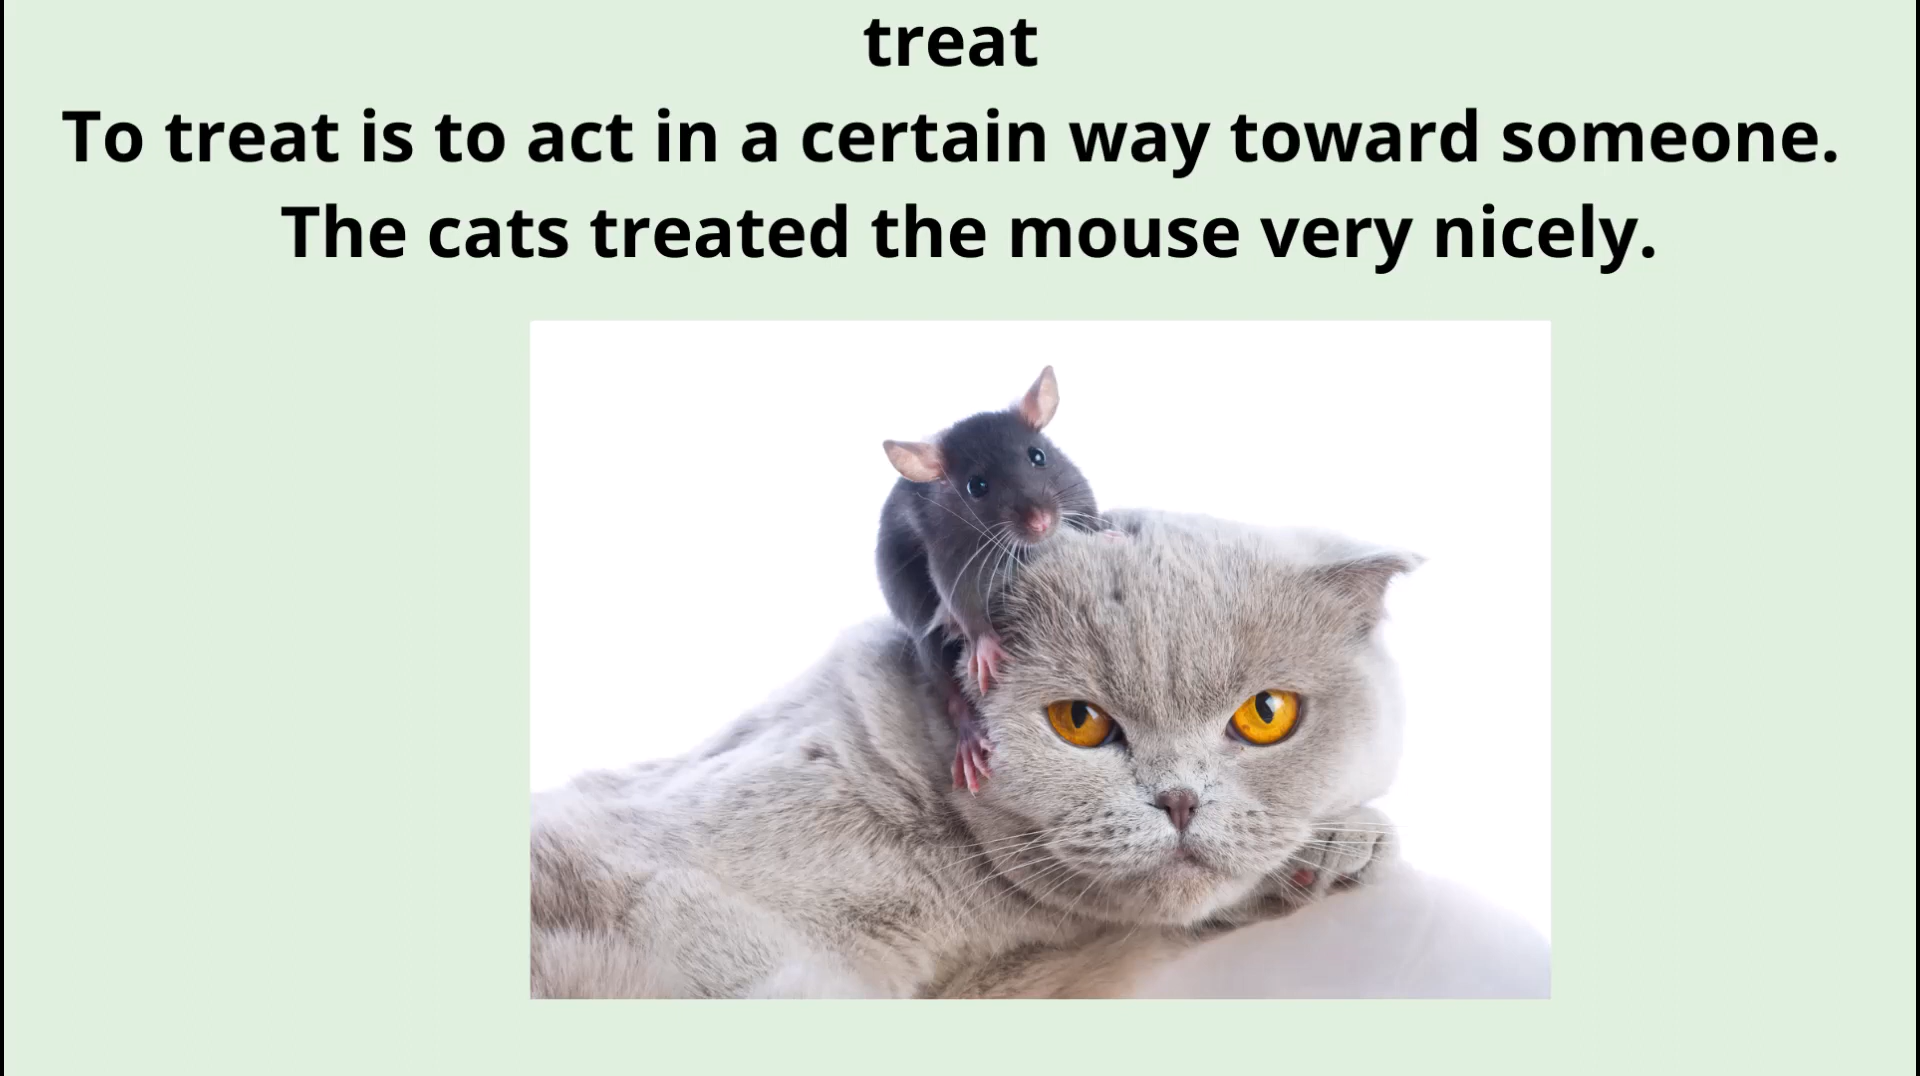 treat
To treat is to act in a certain way toward someone.
The cats treated the mouse very nicely.